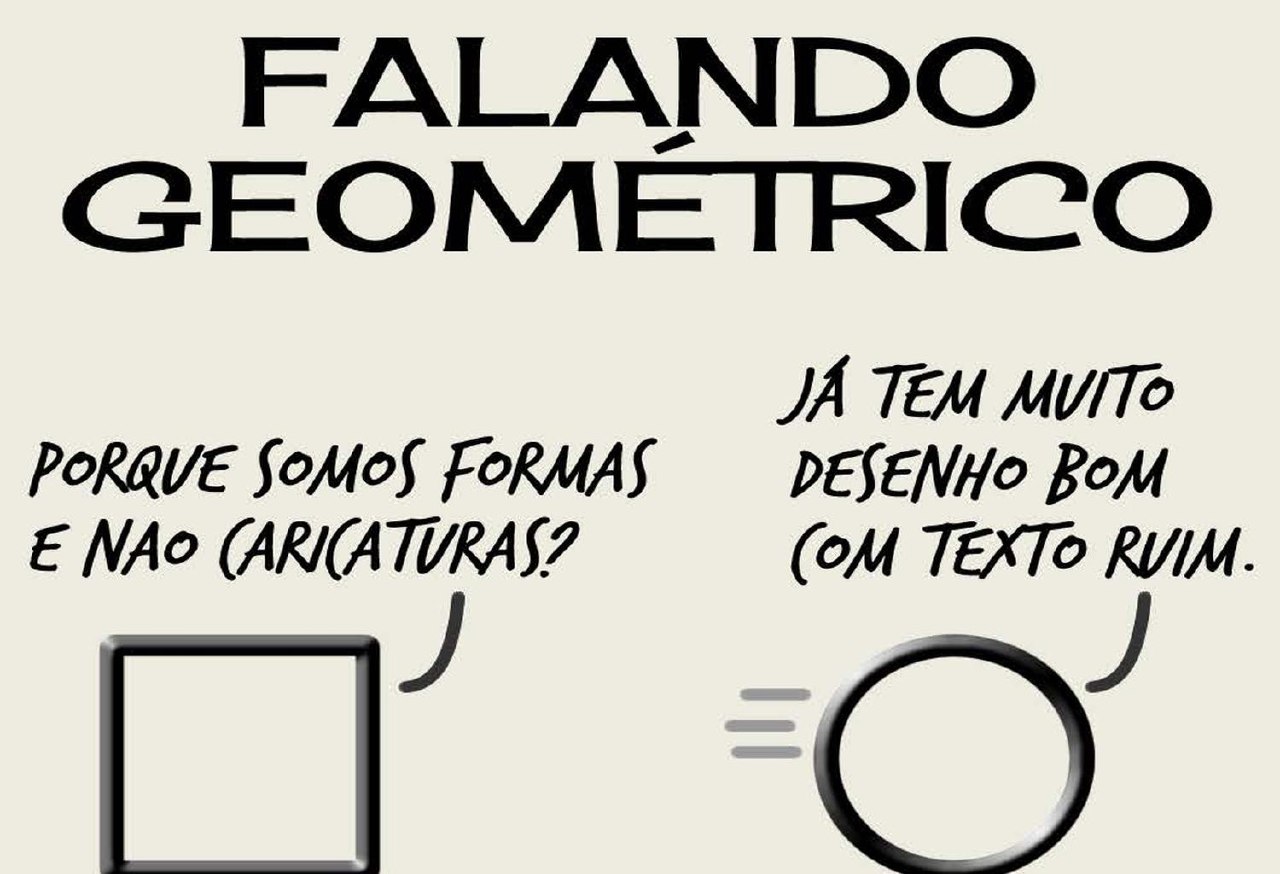 FALANDO
GEOMÉTRICO
PORQUE SOMOS FORMAS
E NAO CARICATURAS?
JÁ TEM MUITO
DESENHO BOM
COM TEXTO RUIM.